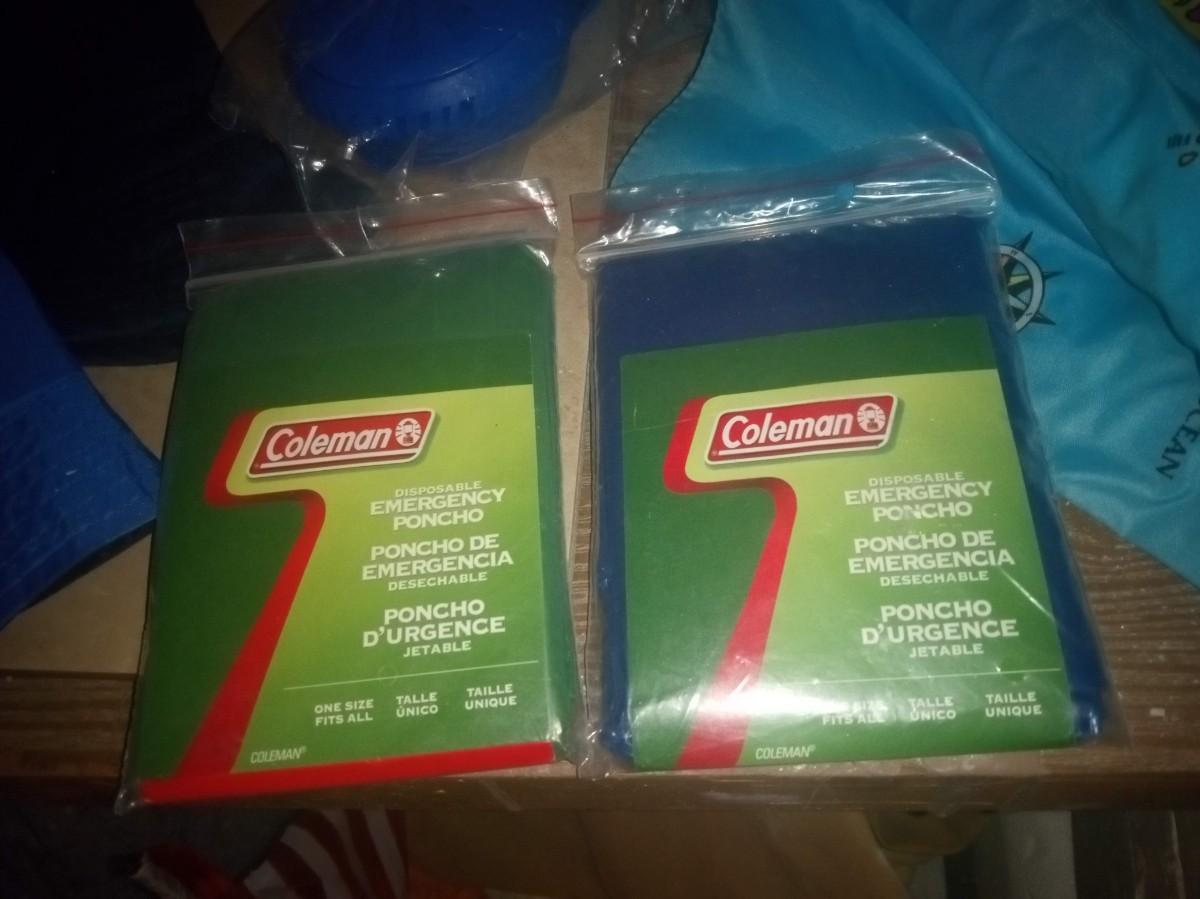 Coleman
DISPOSABLE
EMERGENCY
PONCHO
PONCHO DE
EMERGENCIA
DESECHABLE
PONCHO
D'URGENCE
JETABLE
ONE SIZE
FITS ALL
TALLE
ÚNICO
TAILLE
UNIQUE
COLEMAN®
Coleman
DISPOSABLE
EMERGENCY
PONCHO
PONCHO DE
EMERGENCIA
DESECHABLE
PONCHO
D'URGENCE
JETABLE
ONE SIZE
FITS ALL
TALLE
ÚNICO
TAILLE
UNIQUE
COLEMAN®